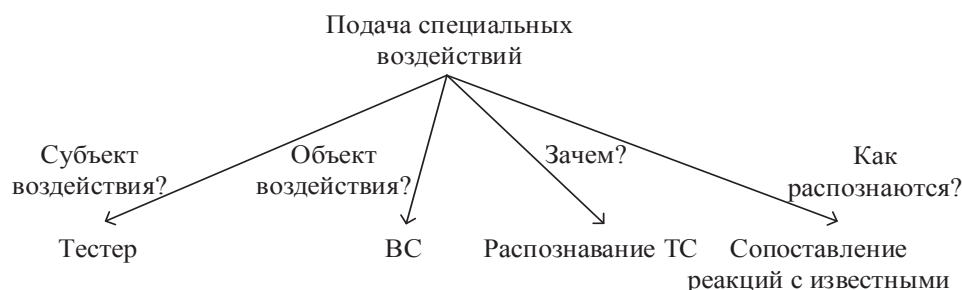 Подача специальных
воздействий
Субъект
воздействия?
Объект
воздействия?
Зачем?
Как
распознаются?
Тестер
ВС
Распознавание ТС
Сопоставление
реакций с известными